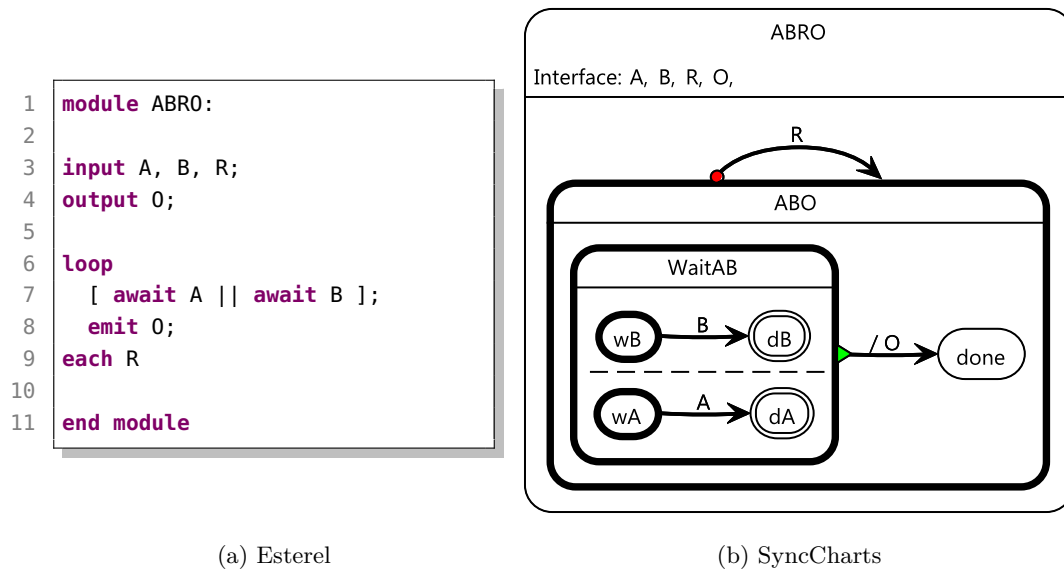 1 module ABRO:
2
3 input A, B, R;
4 output O;
5
6 loop
7 [ await A || await B ];
8 emit O;
9 each R
10
11 end module
(a) Esterel
ABRO
Interface: A, B, R, O,
R
ABO
WaitAB
wB B dB
/ O done
wA A dA
(b) SyncCharts